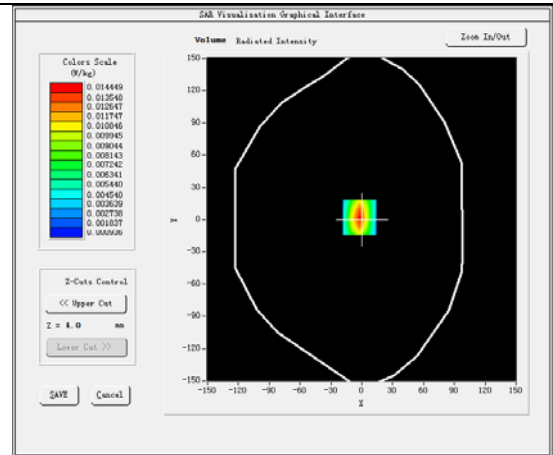 SAR Visualisation Graphical Interface
Volume Radiated Intensity
Zoom In/Out
Colors Scale
(W/kg)
0.014449
0.013548
0.012647
0.011747
0.010846
0.009945
0.009044
0.008143
0.007242
0.006341
0.005440
0.004540
0.003639
0.002738
0.001837
0.000936
Z-Cuts Control
<< Upper Cut
Z = 4.0 mm
Lower Cut >>
SAVE
Cancel
150
120
90
60
30
0
-30
-60
-90
-120
-150
Y
-150 -120 -90 -60 -30 0 30 60 90 120 150
X